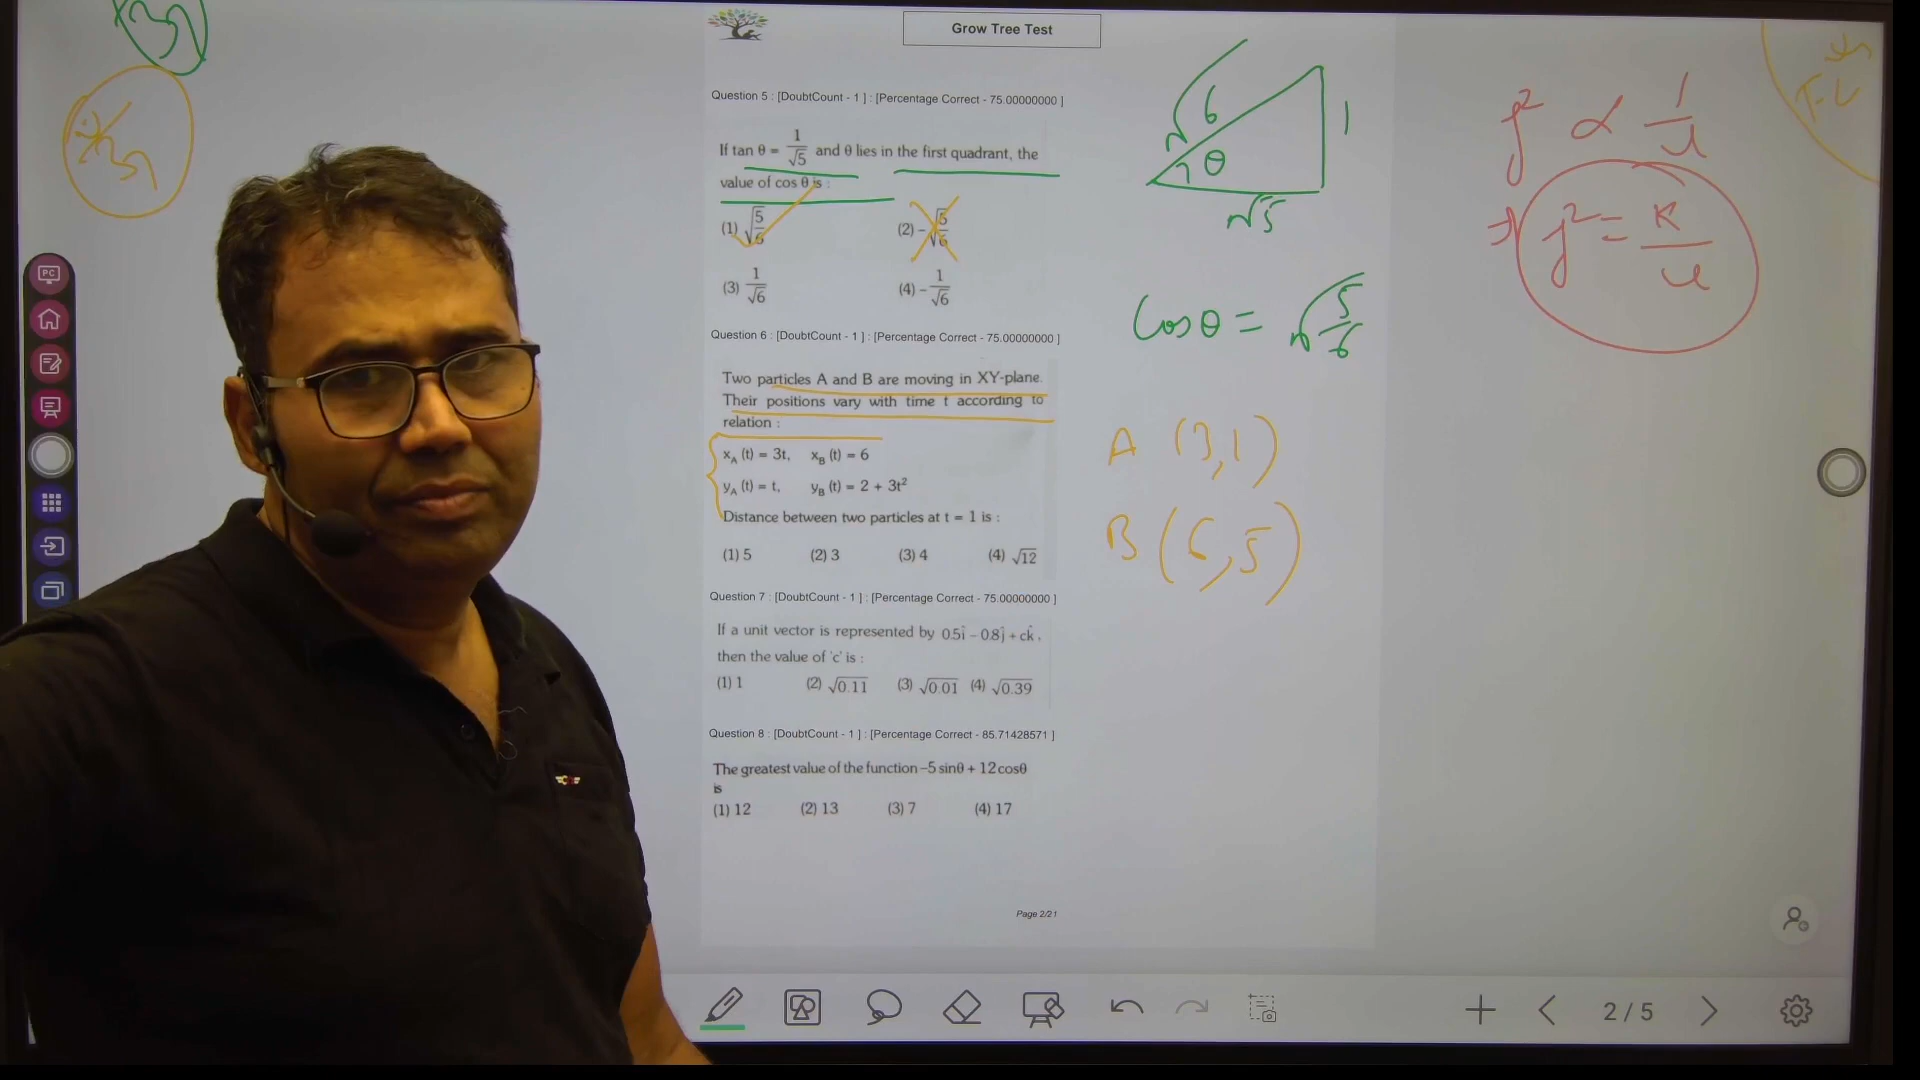 Grow Tree Test
Question 5 : [DoubtCount - 1 ] : [Percentage Correct - 75.00000000 ]
If tan θ = 1/√5 and θ lies in the first quadrant, the
value of cos θ is :
(1) √(5/6) (2) -√(5/6)
(3) 1/√6 (4) -1/√6
Question 6 : [DoubtCount - 1 ] : [Percentage Correct - 75.00000000 ]
Two particles A and B are moving in XY-plane.
Their positions vary with time t according to
relation :
x_A (t) = 3t, x_B (t) = 6
y_A (t) = t, y_B (t) = 2 + 3t²
Distance between two particles at t = 1 is :
(1) 5 (2) 3 (3) 4 (4) √12
Question 7 : [DoubtCount - 1 ] : [Percentage Correct - 75.00000000 ]
If a unit vector is represented by 0.5î - 0.8ĵ + ck̂,
then the value of 'c' is :
(1) 1 (2) √0.11 (3) √0.01 (4) √0.39
Question 8 : [DoubtCount - 1 ] : [Percentage Correct - 85.71428571 ]
The greatest value of the function -5 sinθ + 12 cosθ
is
(1) 12 (2) 13 (3) 7 (4) 17
Page 2/21
√6
1
θ
√5
cos θ = √(5/6)
A (3,1)
B (6,5)
f² ∝ 1/u
⇒ f² = K/u
PC
2 / 5